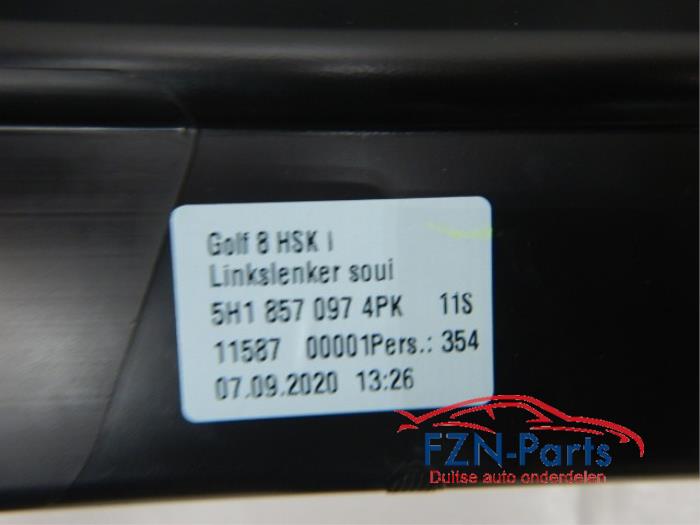 Golf 8 HSK i
Linkslenker soul
5H1 857 097 4PK 11S
11587 00001Pers.: 354
07.09.2020 13:26
FZN-Parts
Duitse auto onderdelen